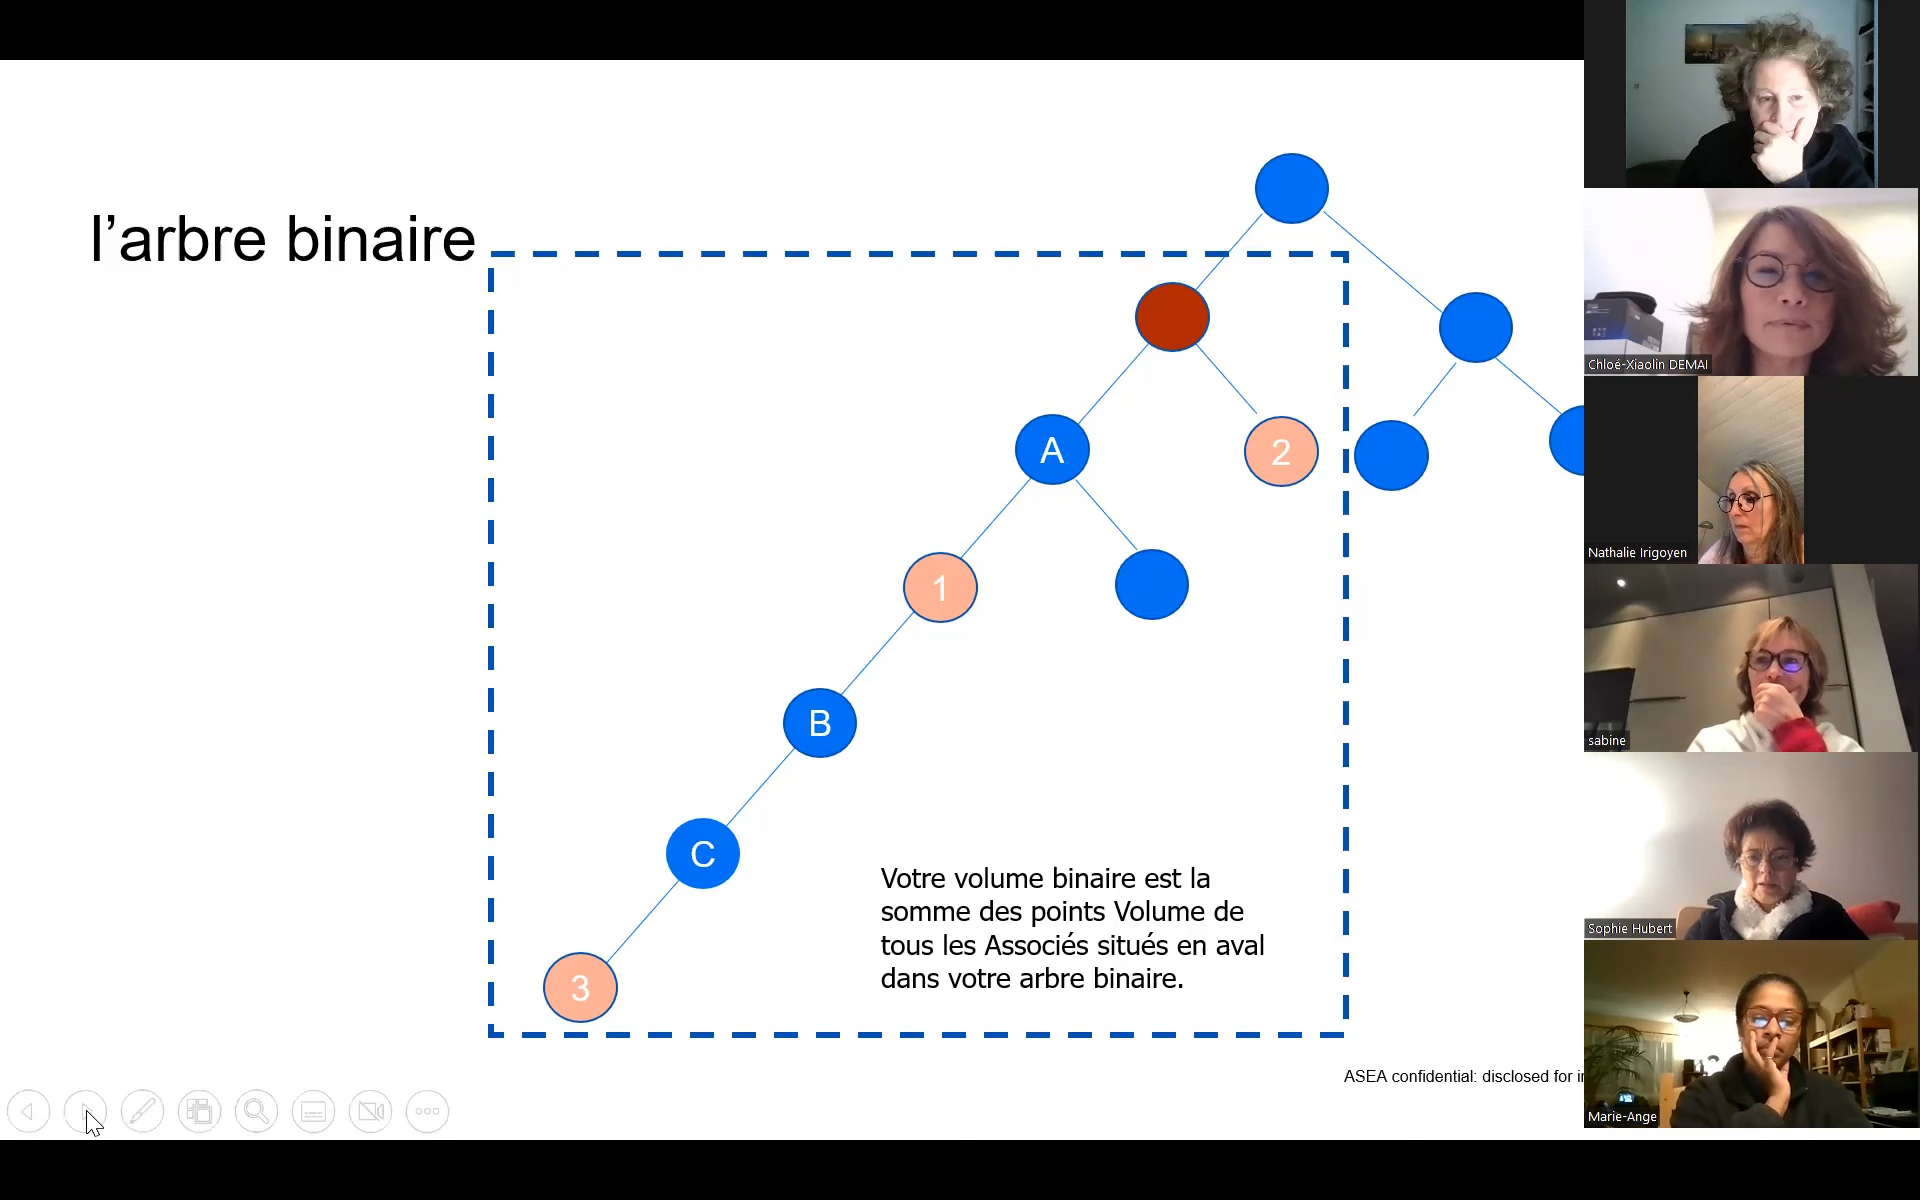 l’arbre binaire
A
2
1
B
C
3
Votre volume binaire est la
somme des points Volume de
tous les Associés situés en aval
dans votre arbre binaire.
ASEA confidential: disclosed for
Chloé-Xiaolin DEMAI
Nathalie Irigoyen
sabine
Sophie Hubert
Marie-Ange